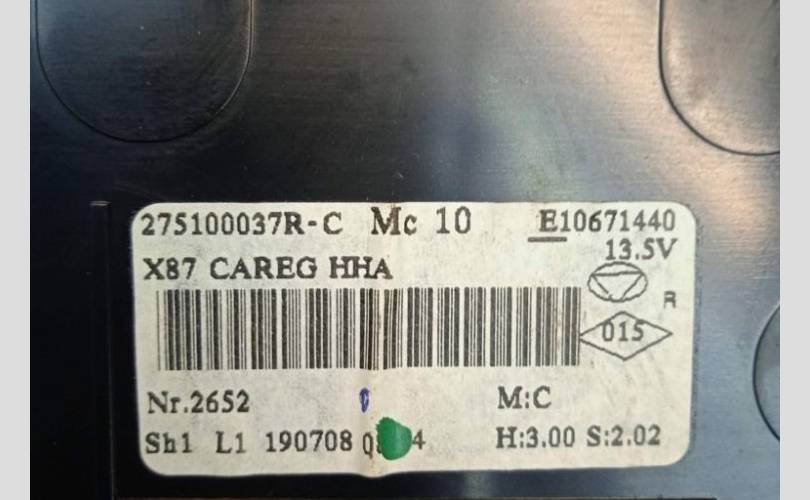 275100037R-C Mc 10 E10671440
13.5V
X87 CAREG HHA
R
015
Nr.2652 M:C
Sh1 L1 190708 H:3.00 S:2.02